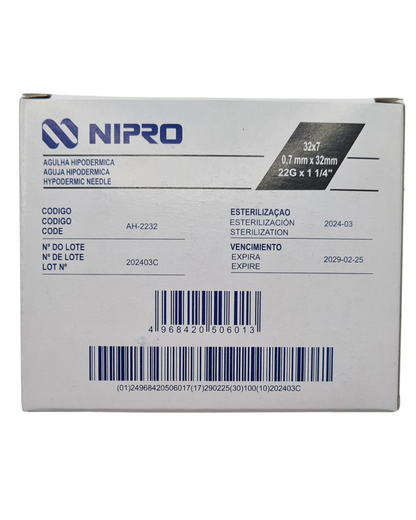 NIPRO
32x7
0,7 mm x 32mm
22G x 1 1/4"
AGULHA HIPODERMICA
AGUJA HIPODERMICA
HYPODERMIC NEEDLE
CODIGO
CODIGO
CODE
AH-2232
ESTERILIZAÇAO
ESTERILIZACIÓN
STERILIZATION
2024-03
Nº DO LOTE
Nº DE LOTE
LOT Nº
202403C
VENCIMIENTO
EXPIRA
EXPIRE
2029-02-25
4 968420 506013
(01)24968420506017(17)290225(30)100(10)202403C